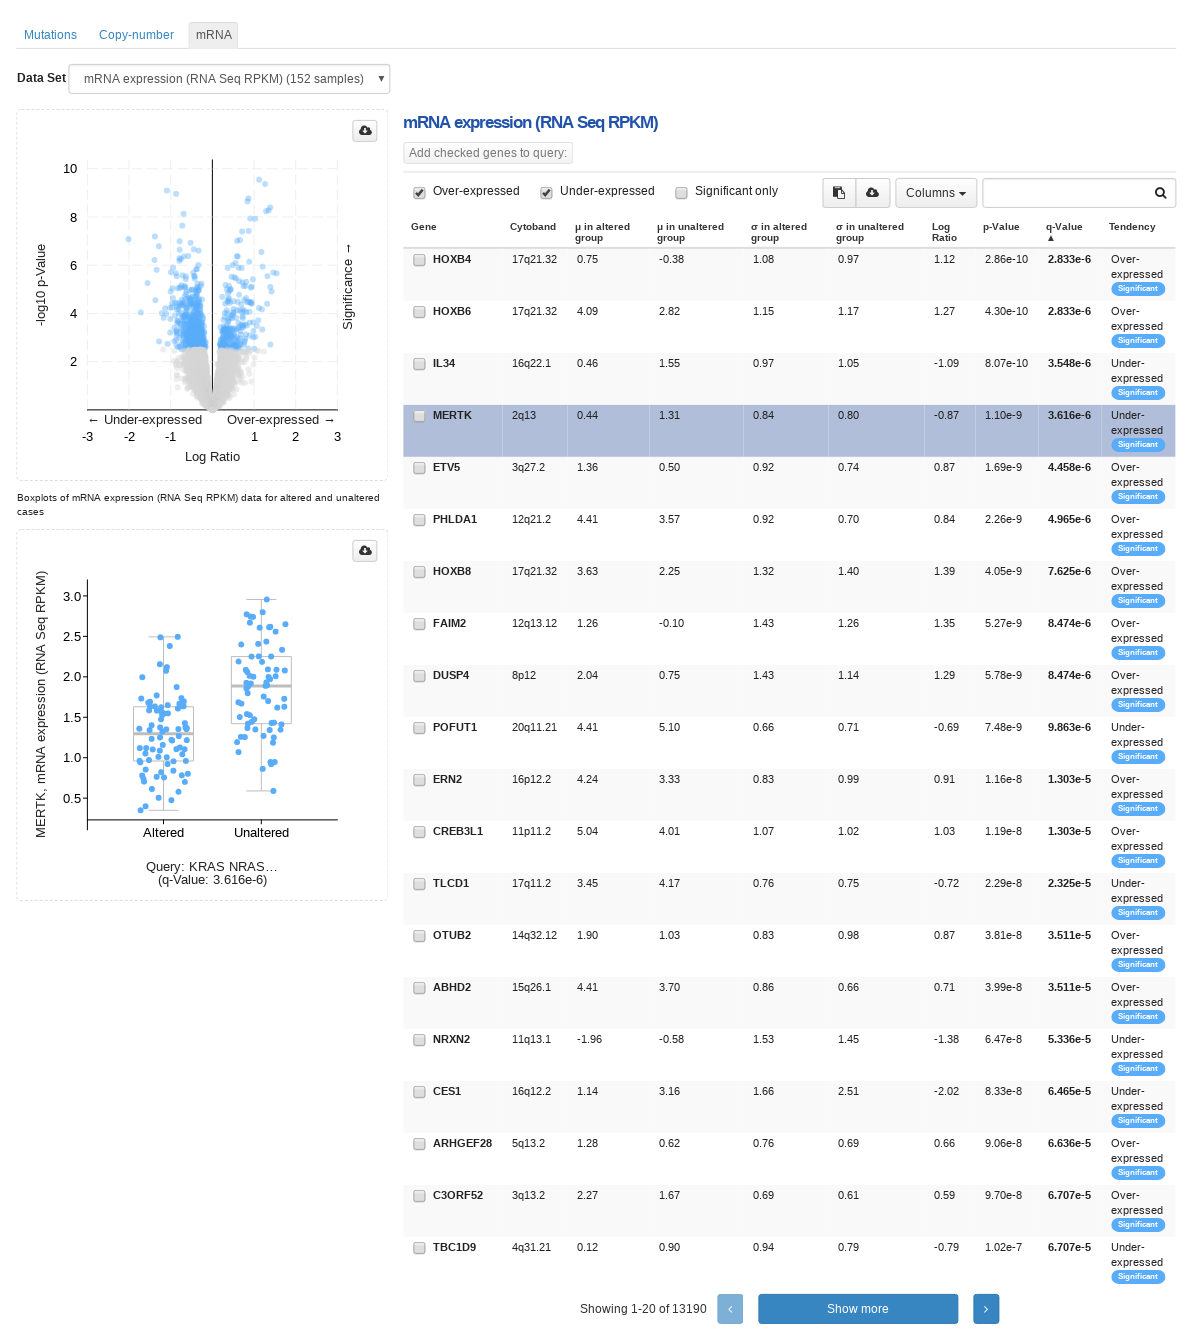 Mutations Copy-number mRNA
Data Set mRNA expression (RNA Seq RPKM) (152 samples) ▾
10
8
6
4
2
-log10 p-Value
Significance →
← Under-expressed Over-expressed →
-3 -2 -1 1 2 3
Log Ratio
Boxplots of mRNA expression (RNA Seq RPKM) data for altered and unaltered
cases
MERTK, mRNA expression (RNA Seq RPKM)
3.0
2.5
2.0
1.5
1.0
0.5
Altered Unaltered
Query: KRAS NRAS…
(q-Value: 3.616e-6)
mRNA expression (RNA Seq RPKM)
Add checked genes to query:
Over-expressed Under-expressed Significant only Columns
Gene Cytoband μ in altered group μ in unaltered group σ in altered group σ in unaltered group Log Ratio p-Value q-Value ▲ Tendency
HOXB4 17q21.32 0.75 -0.38 1.08 0.97 1.12 2.86e-10 2.833e-6 Over-
expressed
Significant
HOXB6 17q21.32 4.09 2.82 1.15 1.17 1.27 4.30e-10 2.833e-6 Over-
expressed
Significant
IL34 16q22.1 0.46 1.55 0.97 1.05 -1.09 8.07e-10 3.548e-6 Under-
expressed
Significant
MERTK 2q13 0.44 1.31 0.84 0.80 -0.87 1.10e-9 3.616e-6 Under-
expressed
Significant
ETV5 3q27.2 1.36 0.50 0.92 0.74 0.87 1.69e-9 4.458e-6 Over-
expressed
Significant
PHLDA1 12q21.2 4.41 3.57 0.92 0.70 0.84 2.26e-9 4.965e-6 Over-
expressed
Significant
HOXB8 17q21.32 3.63 2.25 1.32 1.40 1.39 4.05e-9 7.625e-6 Over-
expressed
Significant
FAIM2 12q13.12 1.26 -0.10 1.43 1.26 1.35 5.27e-9 8.474e-6 Over-
expressed
Significant
DUSP4 8p12 2.04 0.75 1.43 1.14 1.29 5.78e-9 8.474e-6 Over-
expressed
Significant
POFUT1 20q11.21 4.41 5.10 0.66 0.71 -0.69 7.48e-9 9.863e-6 Under-
expressed
Significant
ERN2 16p12.2 4.24 3.33 0.83 0.99 0.91 1.16e-8 1.303e-5 Over-
expressed
Significant
CREB3L1 11p11.2 5.04 4.01 1.07 1.02 1.03 1.19e-8 1.303e-5 Over-
expressed
Significant
TLCD1 17q11.2 3.45 4.17 0.76 0.75 -0.72 2.29e-8 2.325e-5 Under-
expressed
Significant
OTUB2 14q32.12 1.90 1.03 0.83 0.98 0.87 3.81e-8 3.511e-5 Over-
expressed
Significant
ABHD2 15q26.1 4.41 3.70 0.86 0.66 0.71 3.99e-8 3.511e-5 Over-
expressed
Significant
NRXN2 11q13.1 -1.96 -0.58 1.53 1.45 -1.38 6.47e-8 5.336e-5 Under-
expressed
Significant
CES1 16q12.2 1.14 3.16 1.66 2.51 -2.02 8.33e-8 6.465e-5 Under-
expressed
Significant
ARHGEF28 5q13.2 1.28 0.62 0.76 0.69 0.66 9.06e-8 6.636e-5 Over-
expressed
Significant
C3ORF52 3q13.2 2.27 1.67 0.69 0.61 0.59 9.70e-8 6.707e-5 Over-
expressed
Significant
TBC1D9 4q31.21 0.12 0.90 0.94 0.79 -0.79 1.02e-7 6.707e-5 Under-
expressed
Significant
Showing 1-20 of 13190 ‹ Show more ›